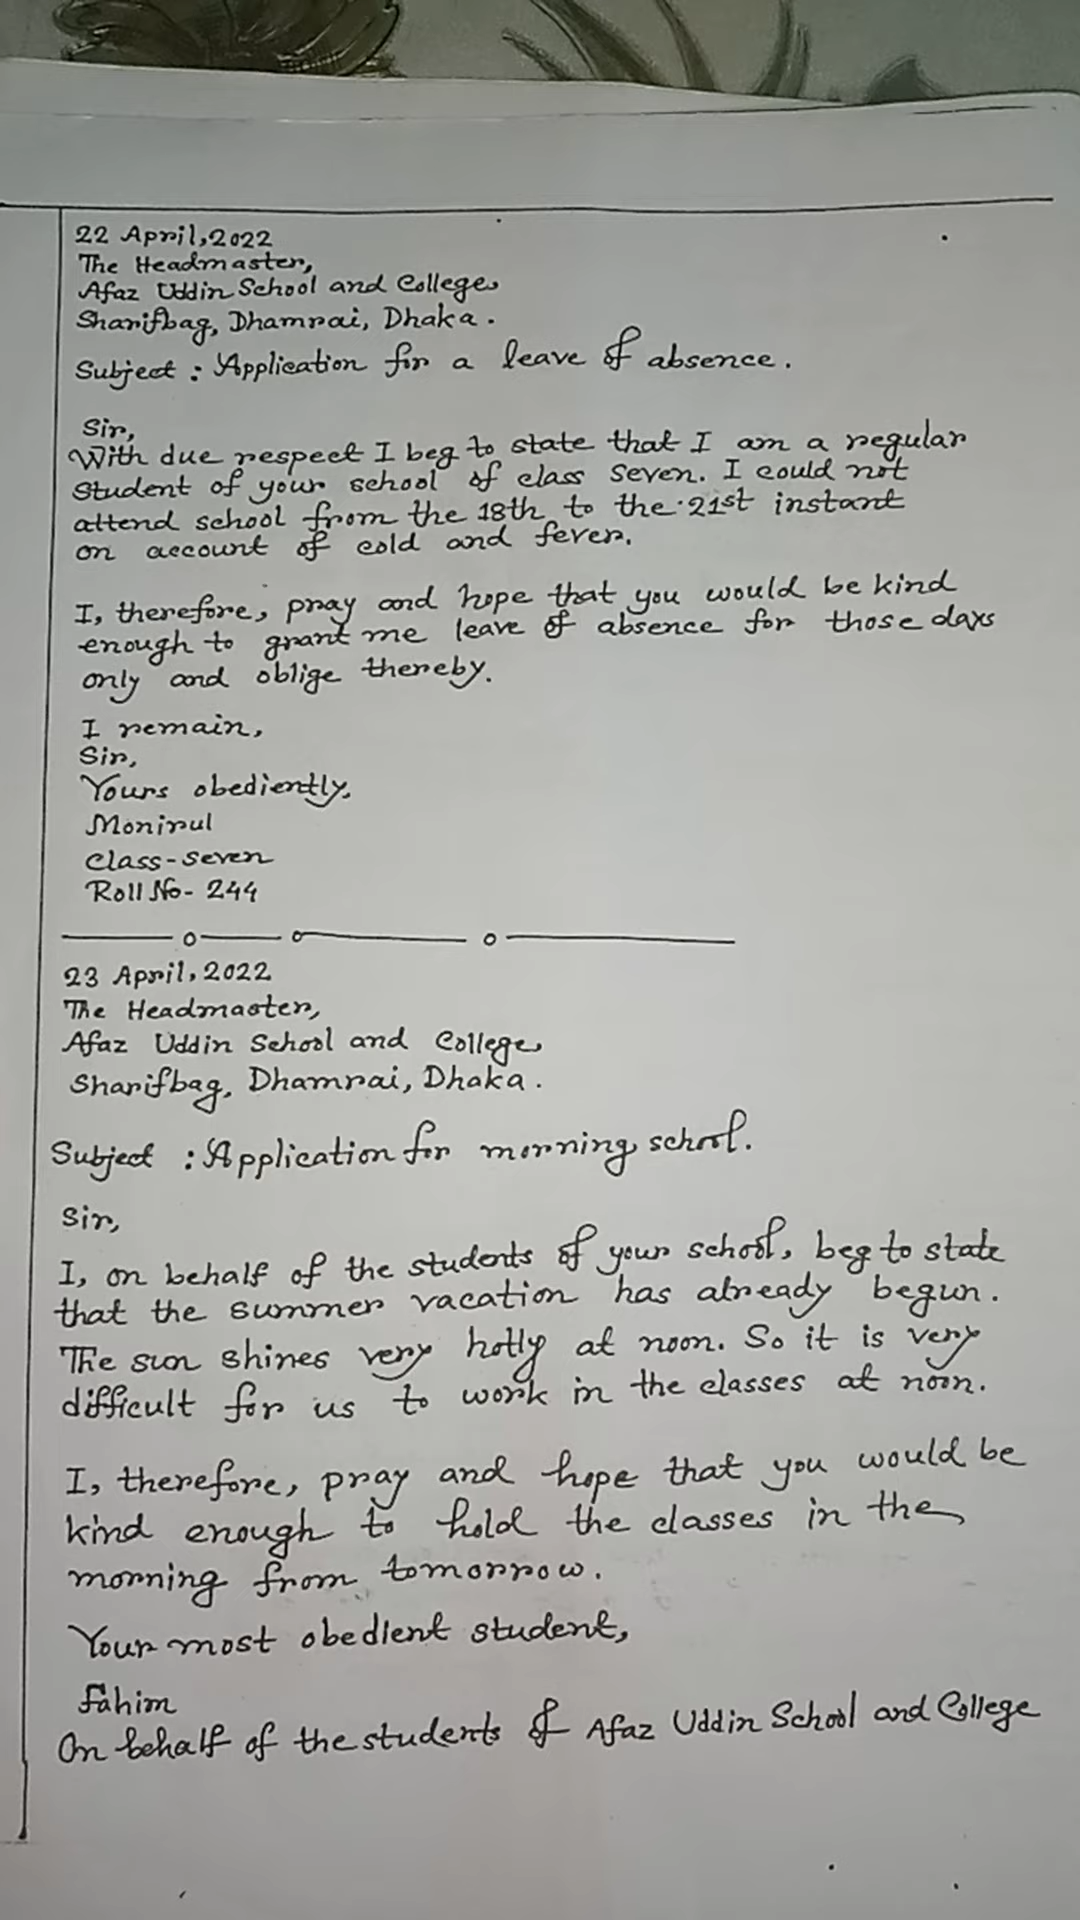 22 April, 2022
The Headmaster,
Afaz Uddin School and College,
Sharifbag, Dhamrai, Dhaka.
Subject : Application for a leave of absence.
Sir,
With due respect I beg to state that I am a regular
student of your school of class seven. I could not
attend school from the 18th to the 21st instant
on account of cold and fever.
I, therefore, pray and hope that you would be kind
enough to grant me leave of absence for those days
only and oblige thereby.
I remain,
Sir,
Yours obediently,
Monirul
Class-seven
Roll No- 244
23 April, 2022
The Headmaster,
Afaz Uddin School and College,
Sharifbag, Dhamrai, Dhaka.
Subject : Application for morning school.
Sir,
I, on behalf of the students of your school, beg to state
that the summer vacation has already begun.
The sun shines very hotly at noon. So it is very
difficult for us to work in the classes at noon.
I, therefore, pray and hope that you would be
kind enough to hold the classes in the
morning from tomorrow.
Your most obedient student,
Fahim
On behalf of the students of Afaz Uddin School and College